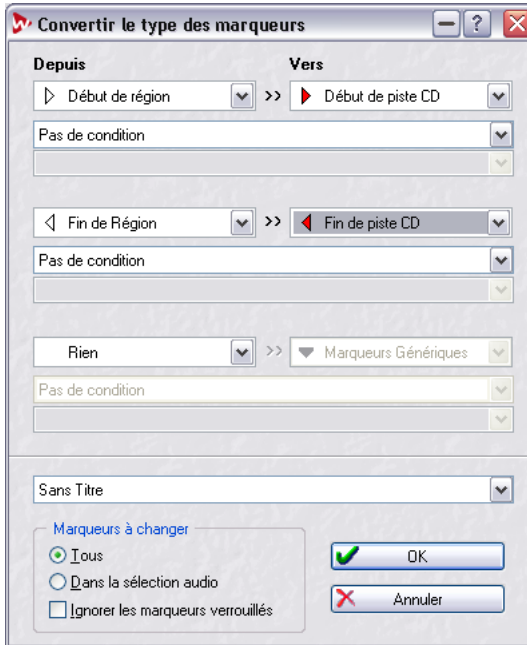 Convertir le type des marqueurs
Depuis Vers
Début de région >> Début de piste CD
Pas de condition
Fin de Région >> Fin de piste CD
Pas de condition
Rien >> Marqueurs Génériques
Pas de condition
Sans Titre
Marqueurs à changer
Tous
Dans la sélection audio
Ignorer les marqueurs verrouillés
OK
Annuler